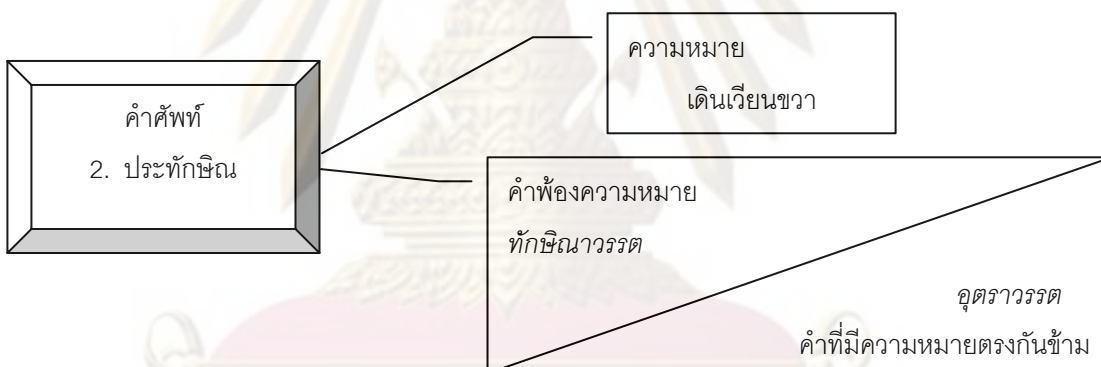 คำศัพท์
2. ประทักษิณ
ความหมาย
เดินเวียนขวา
คำพ้องความหมาย
ทักษิณาวรรต
อุตราวรรต
คำที่มีความหมายตรงกันข้าม